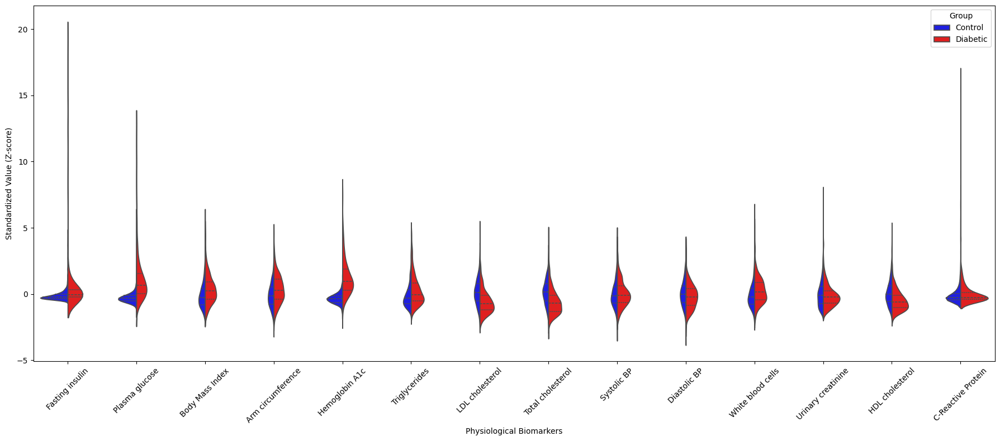 Group
Control
Diabetic
Standardized Value (Z-score)
20
15
10
5
0
−5
Fasting insulin
Plasma glucose
Body Mass Index
Arm circumference
Hemoglobin A1c
Triglycerides
LDL cholesterol
Total cholesterol
Systolic BP
Diastolic BP
White blood cells
Urinary creatinine
HDL cholesterol
C-Reactive Protein
Physiological Biomarkers